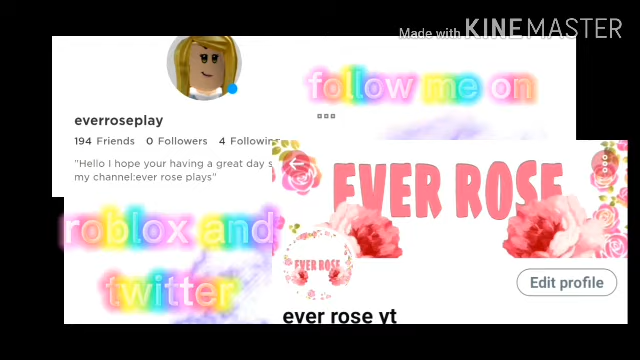 Made with KINEMASTER
follow me on
everroseplay
194 Friends 0 Followers 4 Following
"Hello I hope your having a great day s
my channel:ever rose plays"
EVER ROSE
roblox and
twitter
EVER ROSE
Edit profile
ever rose yt